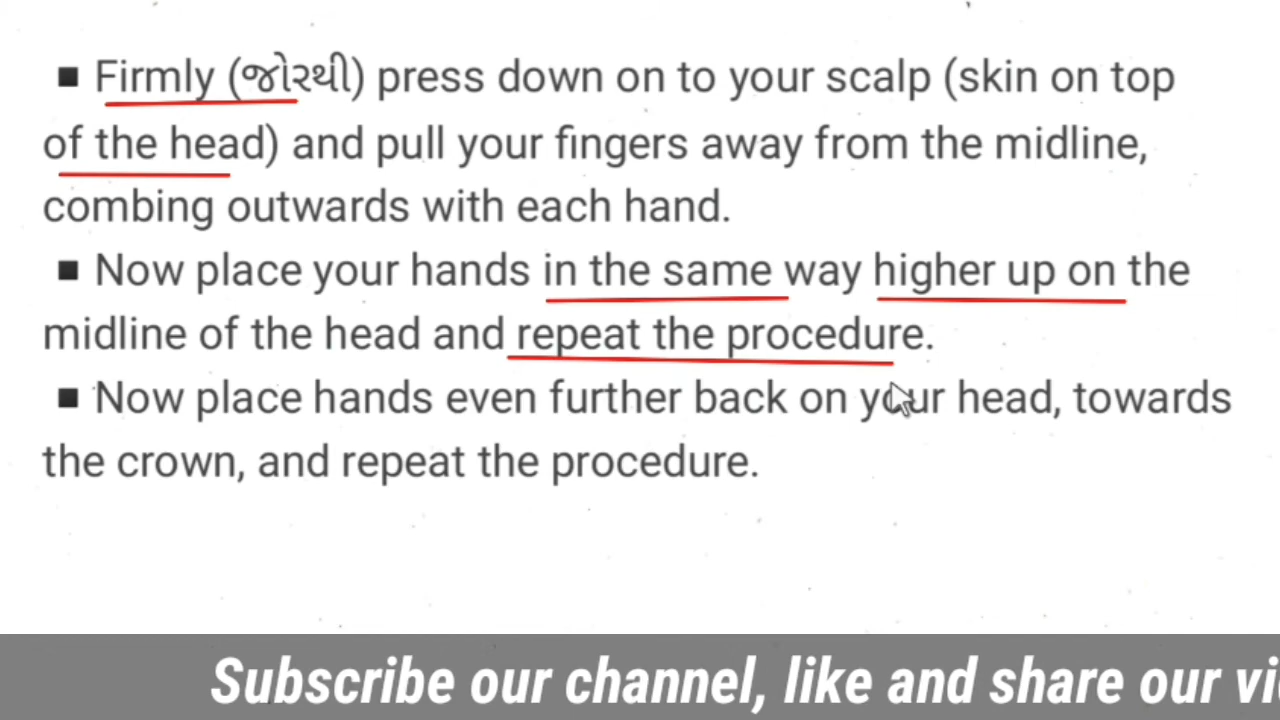 ▪ Firmly (જોરથી) press down on to your scalp (skin on top
of the head) and pull your fingers away from the midline,
combing outwards with each hand.
▪ Now place your hands in the same way higher up on the
midline of the head and repeat the procedure.
▪ Now place hands even further back on your head, towards
the crown, and repeat the procedure.
Subscribe our channel, like and share our